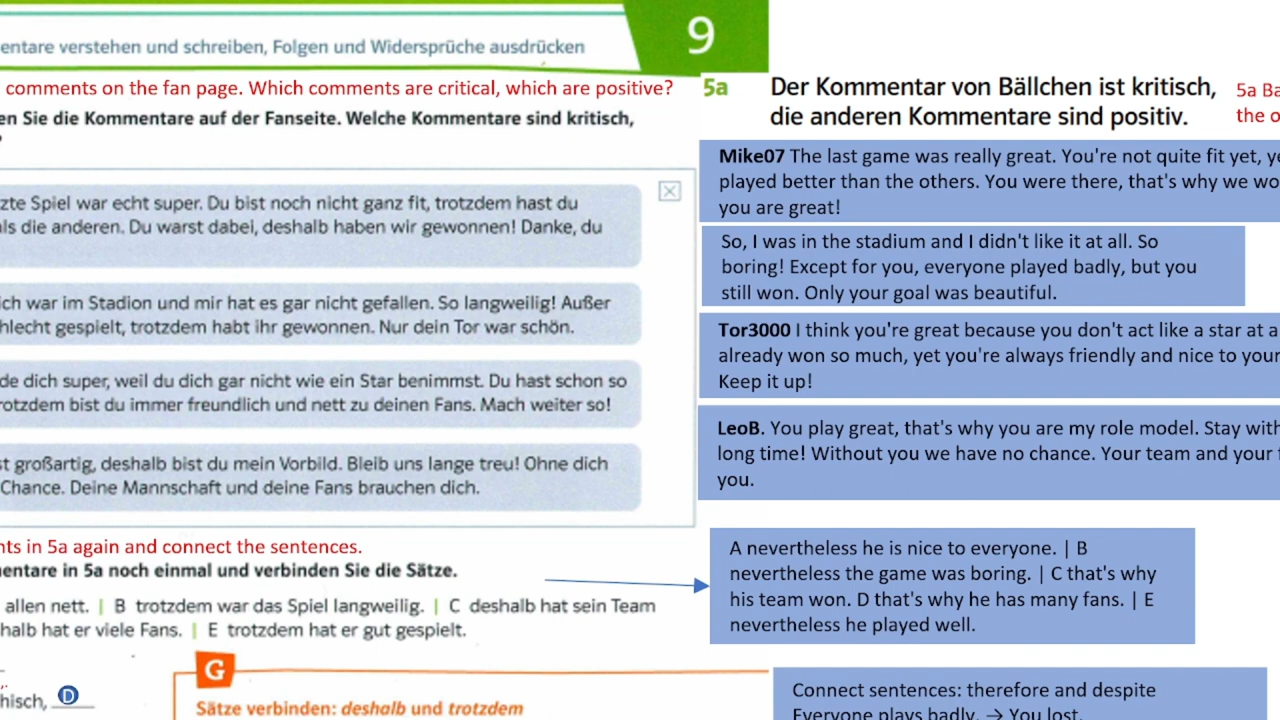 9
entare verstehen und schreiben, Folgen und Widersprüche ausdrücken
comments on the fan page. Which comments are critical, which are positive?
en Sie die Kommentare auf der Fanseite. Welche Kommentare sind kritisch,
?
zte Spiel war echt super. Du bist noch nicht ganz fit, trotzdem hast du
ls die anderen. Du warst dabei, deshalb haben wir gewonnen! Danke, du
ich war im Stadion und mir hat es gar nicht gefallen. So langweilig! Außer
hlecht gespielt, trotzdem habt ihr gewonnen. Nur dein Tor war schön.
de dich super, weil du dich gar nicht wie ein Star benimmst. Du hast schon so
rotzdem bist du immer freundlich und nett zu deinen Fans. Mach weiter so!
st großartig, deshalb bist du mein Vorbild. Bleib uns lange treu! Ohne dich
Chance. Deine Mannschaft und deine Fans brauchen dich.
nts in 5a again and connect the sentences.
mentare in 5a noch einmal und verbinden Sie die Sätze.
allen nett. | B trotzdem war das Spiel langweilig. | C deshalb hat sein Team
halb hat er viele Fans. | E trotzdem hat er gut gespielt.
hisch, D
G
Sätze verbinden: deshalb und trotzdem
5a Der Kommentar von Bällchen ist kritisch,
die anderen Kommentare sind positiv.
5a Ba
the o
Mike07 The last game was really great. You're not quite fit yet, ye
played better than the others. You were there, that's why we wo
you are great!
So, I was in the stadium and I didn't like it at all. So
boring! Except for you, everyone played badly, but you
still won. Only your goal was beautiful.
Tor3000 I think you're great because you don't act like a star at a
already won so much, yet you're always friendly and nice to your
Keep it up!
LeoB. You play great, that's why you are my role model. Stay with
long time! Without you we have no chance. Your team and your f
you.
A nevertheless he is nice to everyone. | B
nevertheless the game was boring. | C that's why
his team won. D that's why he has many fans. | E
nevertheless he played well.
Connect sentences: therefore and despite
Everyone plays badly. → You lost.